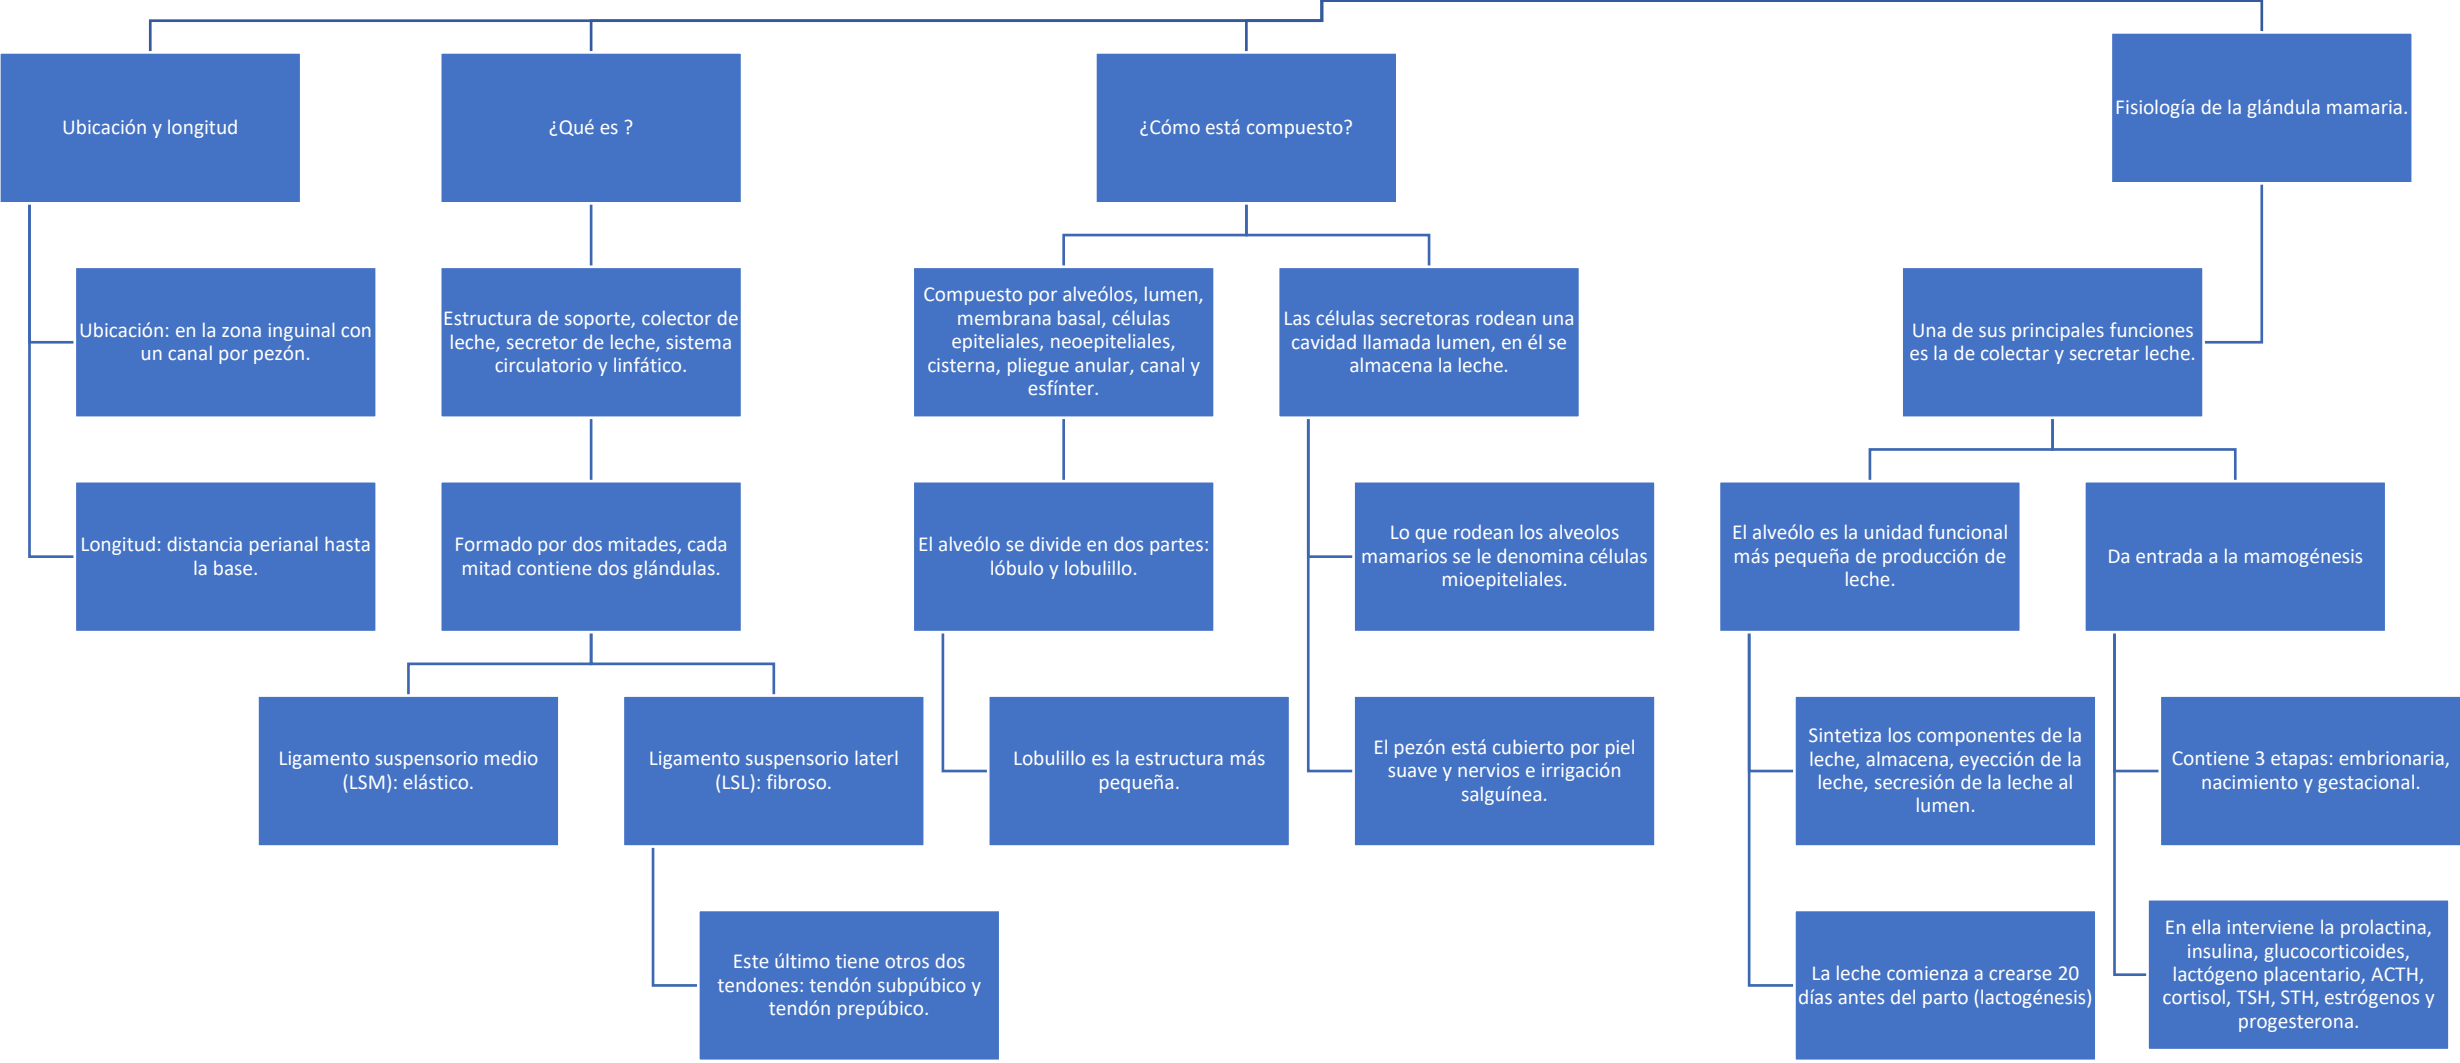 Ubicación y longitud
¿Qué es ?
¿Cómo está compuesto?
Fisiología de la glándula mamaria.
Ubicación: en la zona inguinal con
un canal por pezón.
Longitud: distancia perianal hasta
la base.
Estructura de soporte, colector de
leche, secretor de leche, sistema
circulatorio y linfático.
Formado por dos mitades, cada
mitad contiene dos glándulas.
Ligamento suspensorio medio
(LSM): elástico.
Ligamento suspensorio laterl
(LSL): fibroso.
Este último tiene otros dos
tendones: tendón subpúbico y
tendón prepúbico.
Compuesto por alveólos, lumen,
membrana basal, células
epiteliales, neoepiteliales,
cisterna, pliegue anular, canal y
esfínter.
El alveólo se divide en dos partes:
lóbulo y lobulillo.
Lobulillo es la estructura más
pequeña.
Las células secretoras rodean una
cavidad llamada lumen, en él se
almacena la leche.
Lo que rodean los alveolos
mamarios se le denomina células
mioepiteliales.
El pezón está cubierto por piel
suave y nervios e irrigación
salguínea.
Una de sus principales funciones
es la de colectar y secretar leche.
El alveólo es la unidad funcional
más pequeña de producción de
leche.
Sintetiza los componentes de la
leche, almacena, eyección de la
leche, secresión de la leche al
lumen.
La leche comienza a crearse 20
días antes del parto (lactogénesis)
Da entrada a la mamogénesis
Contiene 3 etapas: embrionaria,
nacimiento y gestacional.
En ella interviene la prolactina,
insulina, glucocorticoides,
lactógeno placentario, ACTH,
cortisol, TSH, STH, estrógenos y
progesterona.